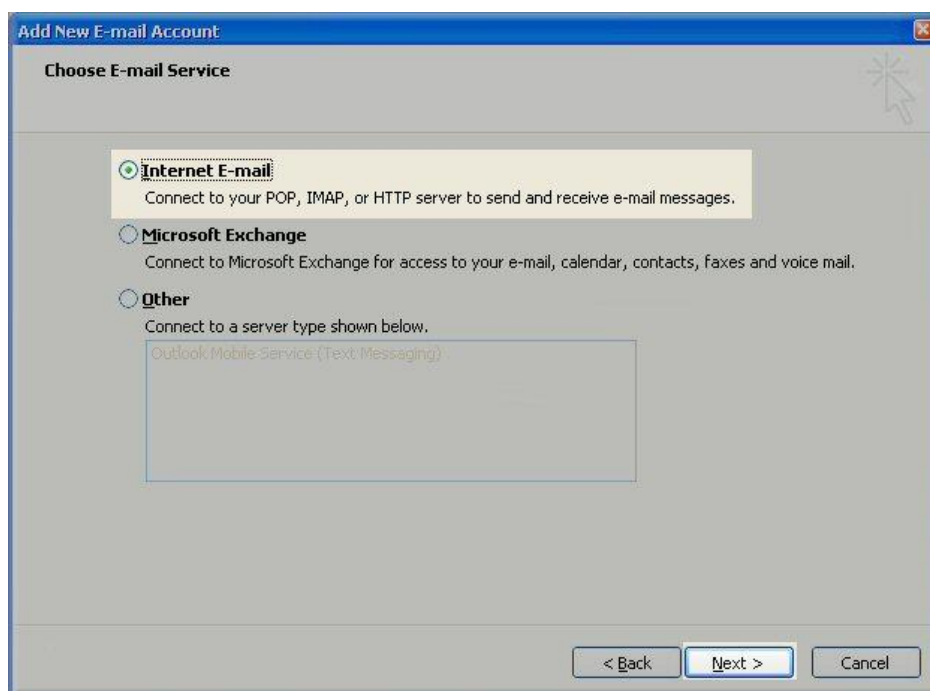 Add New E-mail Account
Choose E-mail Service
Internet E-mail
Connect to your POP, IMAP, or HTTP server to send and receive e-mail messages.
Microsoft Exchange
Connect to Microsoft Exchange for access to your e-mail, calendar, contacts, faxes and voice mail.
Other
Connect to a server type shown below.
Outlook Mobile Service (Text Messaging)
< Back
Next >
Cancel